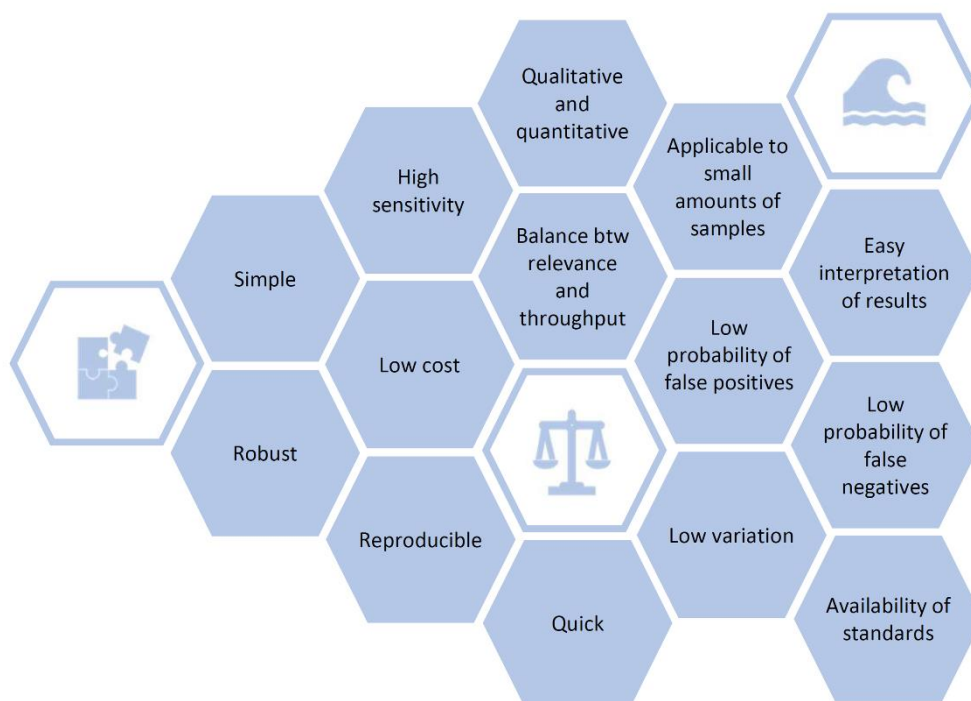 Qualitative
and
quantitative
High
sensitivity
Applicable to
small
amounts of
samples
Simple
Balance btw
relevance
and
throughput
Easy
interpretation
of results
Low cost
Low
probability of
false positives
Robust
Low
probability of
false
negatives
Reproducible
Low variation
Quick
Availability of
standards